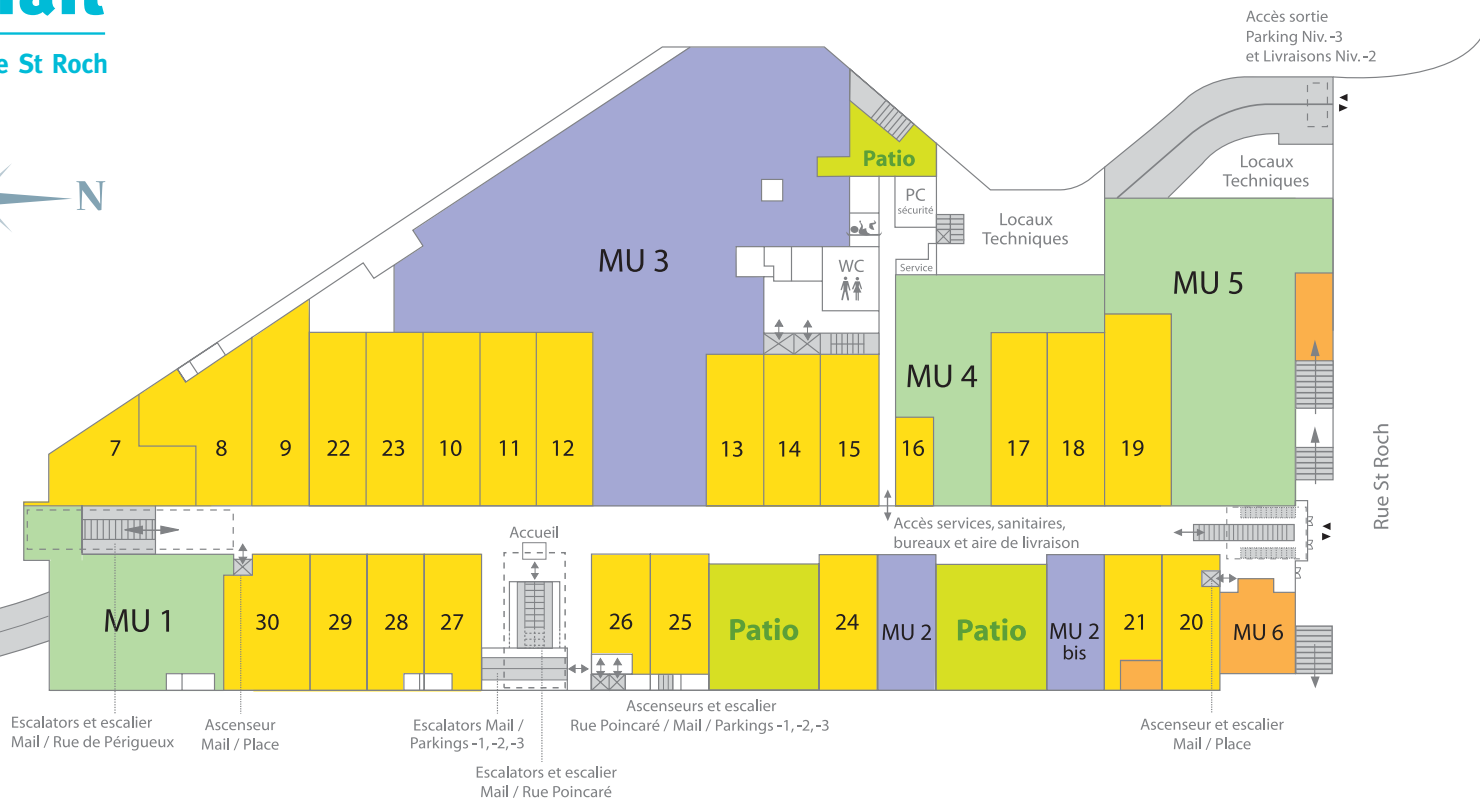 e St Roch
N
Accès sortie
Parking Niv. -3
et Livraisons Niv. -2
Locaux
Techniques
Patio
PC
sécurité
Locaux
Techniques
Service
WC
MU 3
MU 5
MU 4
7
8
9
22
23
10
11
12
13
14
15
16
17
18
19
Rue St Roch
Accueil
Accès services, sanitaires,
bureaux et aire de livraison
MU 1
30
29
28
27
26
25
Patio
24
MU 2
Patio
MU 2
bis
21
20
MU 6
Escalators et escalier
Mail / Rue de Périgueux
Ascenseur
Mail / Place
Escalators Mail /
Parkings -1, -2, -3
Escalators et escalier
Mail / Rue Poincaré
Ascenseurs et escalier
Rue Poincaré / Mail / Parkings -1, -2, -3
Ascenseur et escalier
Mail / Place